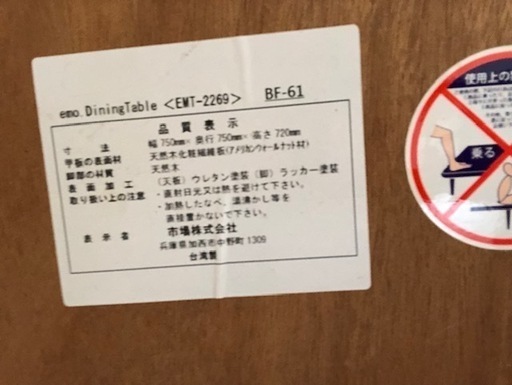 emo.DiningTable <EMT-2269> BF-61
品質表示
寸法 幅750mm× 奥行750mm× 高さ720mm
甲板の表面材 天然木化粧繊維板(アメリカンウォールナット材)
脚部の材質 天然木
表面加工 (天板)ウレタン塗装 (脚)ラッカー塗装
取り扱い上の注意 ・直射日光又は熱を避けて下さい。
・加熱したなべ、湯沸かし等を
直接置かないで下さい。
表示者 市場株式会社
兵庫県加西市中野町1309
台湾製
使用上の
乗る